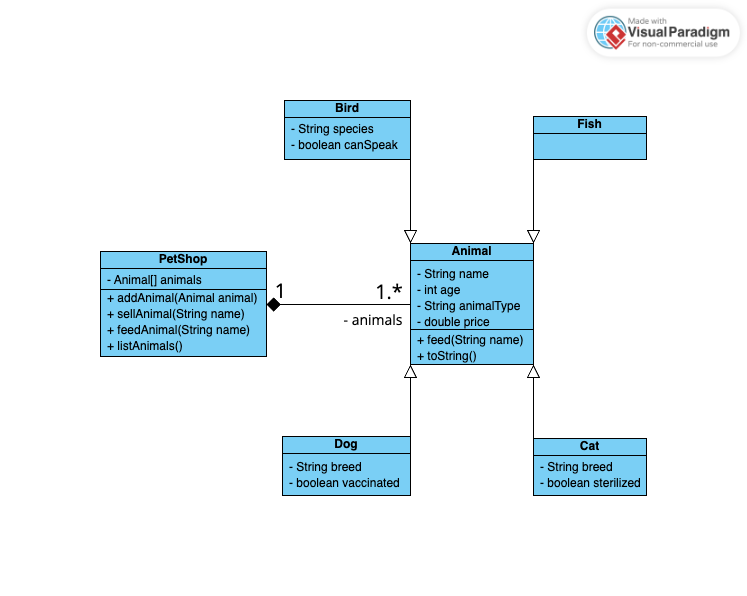 Made with
Visual Paradigm
For non-commercial use
Bird
- String species
- boolean canSpeak
Fish
PetShop
- Animal[] animals
+ addAnimal(Animal animal)
+ sellAnimal(String name)
+ feedAnimal(String name)
+ listAnimals()
1
1.*
- animals
Animal
- String name
- int age
- String animalType
- double price
+ feed(String name)
+ toString()
Dog
- String breed
- boolean vaccinated
Cat
- String breed
- boolean sterilized